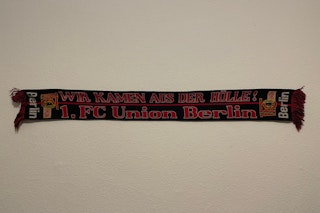 WIR KAMEN AUS DER HÖLLE!
1. FC Union Berlin
Berlin
Berlin